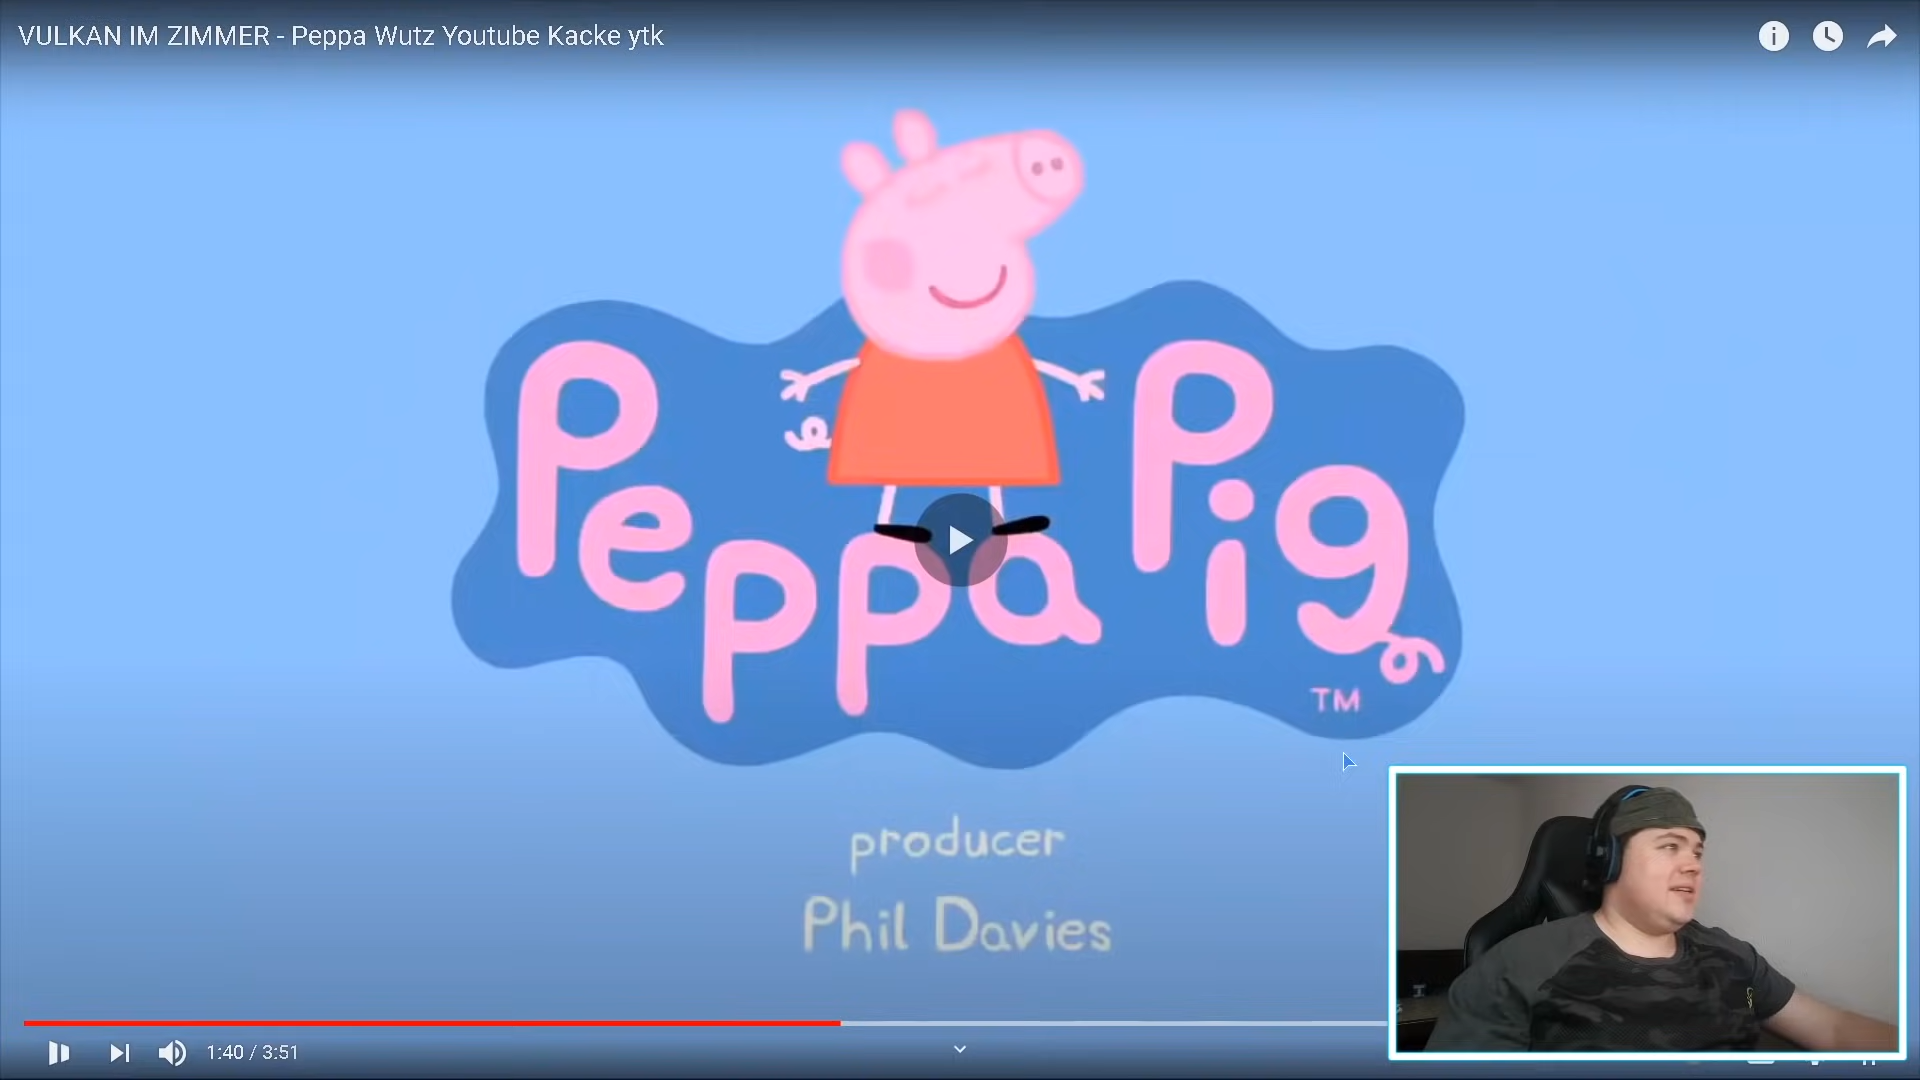 VULKAN IM ZIMMER - Peppa Wutz Youtube Kacke ytk
Peppa Pig
TM
producer
Phil Davies
1:40 / 3:51